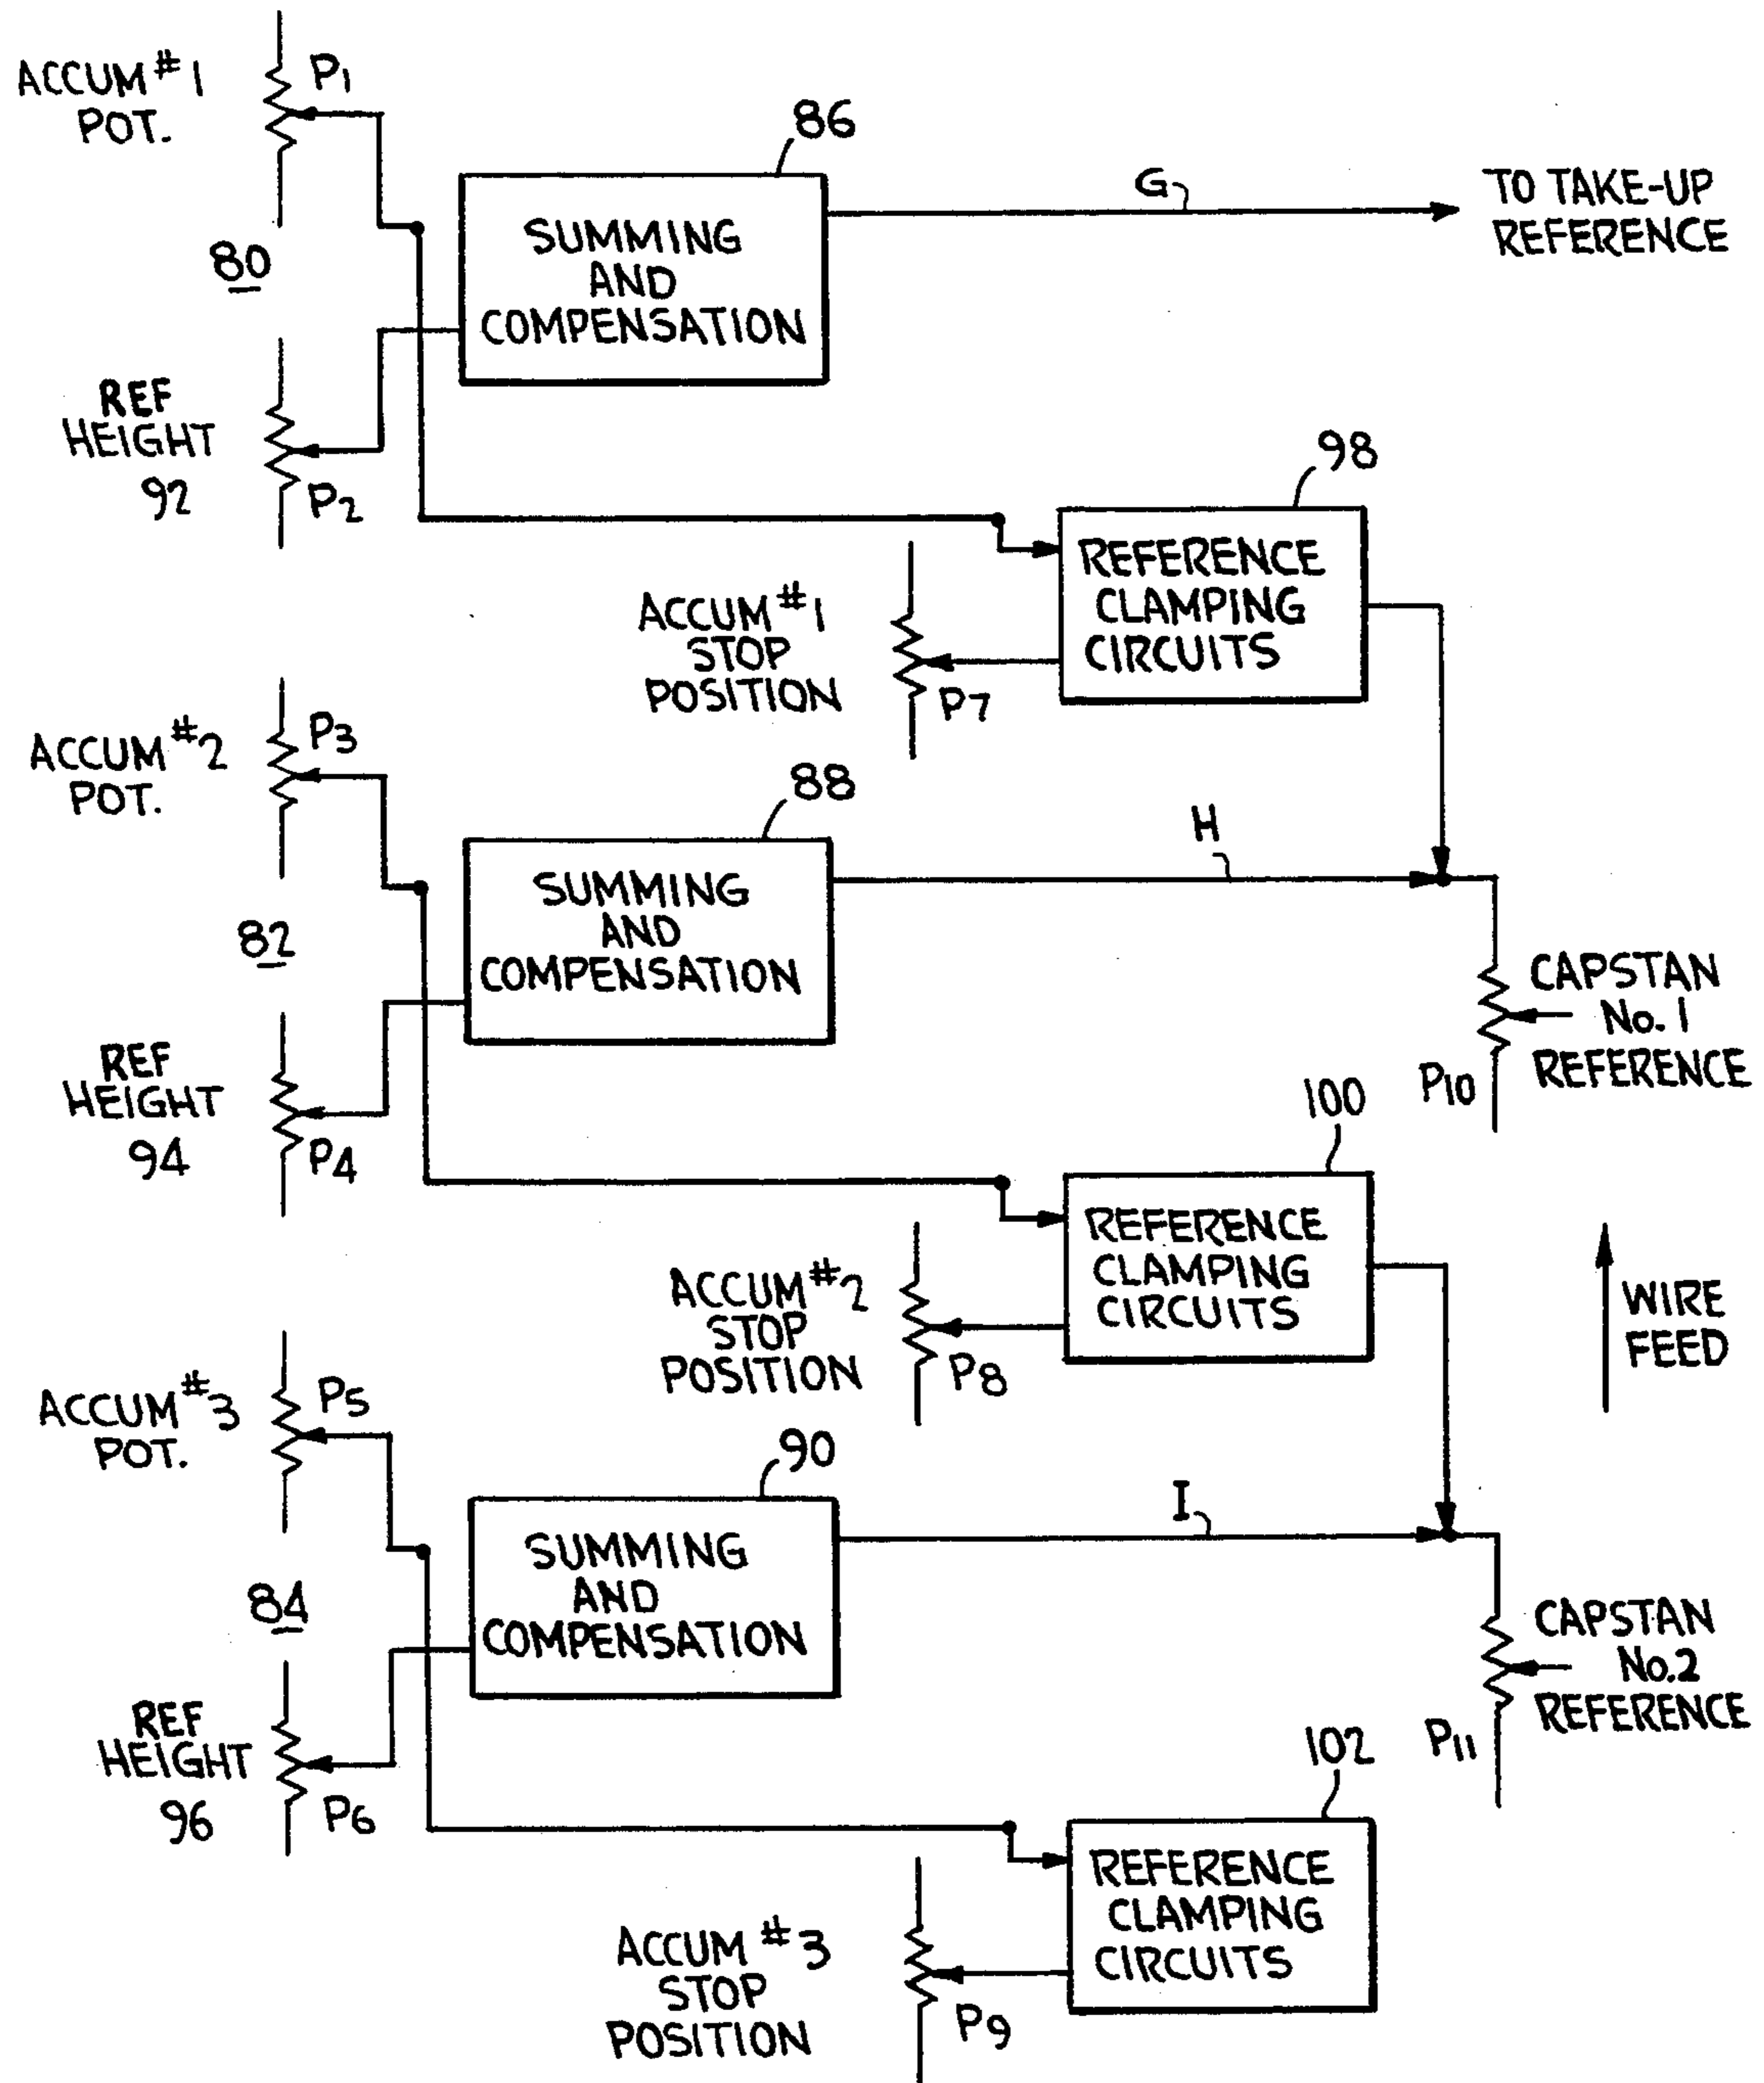 ACCUM #1
POT.
P1
86
G
TO TAKE-UP
REFERENCE
SUMMING
AND
COMPENSATION
80
REF
HEIGHT
92
P2
98
REFERENCE
CLAMPING
CIRCUITS
ACCUM #1
STOP
POSITION
P7
ACCUM #2
POT.
P3
88
H
SUMMING
AND
COMPENSATION
82
CAPSTAN
No. 1
REFERENCE
P10
REF
HEIGHT
94
P4
100
REFERENCE
CLAMPING
CIRCUITS
ACCUM #2
STOP
POSITION
P8
WIRE
FEED
ACCUM #3
POT.
P5
90
I
SUMMING
AND
COMPENSATION
84
CAPSTAN
No.2
REFERENCE
P11
REF
HEIGHT
96
P6
102
REFERENCE
CLAMPING
CIRCUITS
ACCUM #3
STOP
POSITION
P9